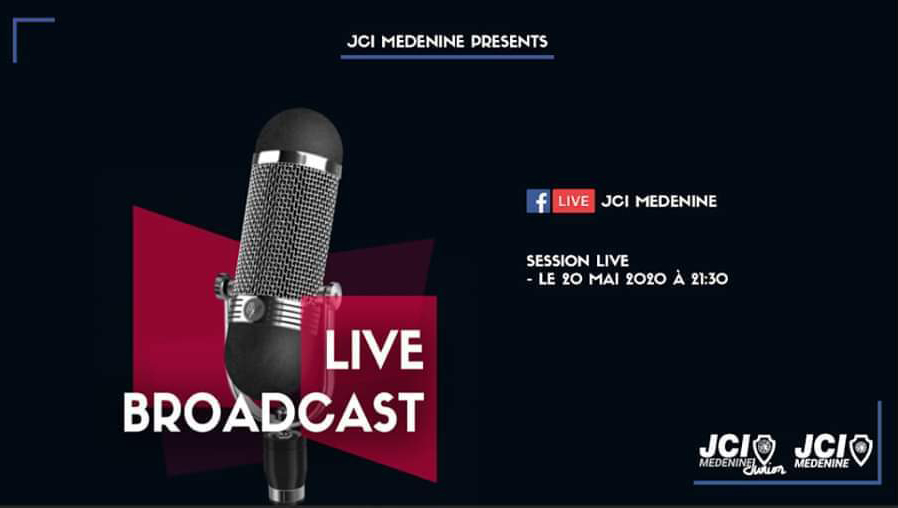 JCI MEDENINE PRESENTS
f LIVE JCI MEDENINE
SESSION LIVE
- LE 20 MAI 2020 À 21:30
LIVE
BROADCAST
JCI
MEDENINE Junior
JCI
MEDENINE